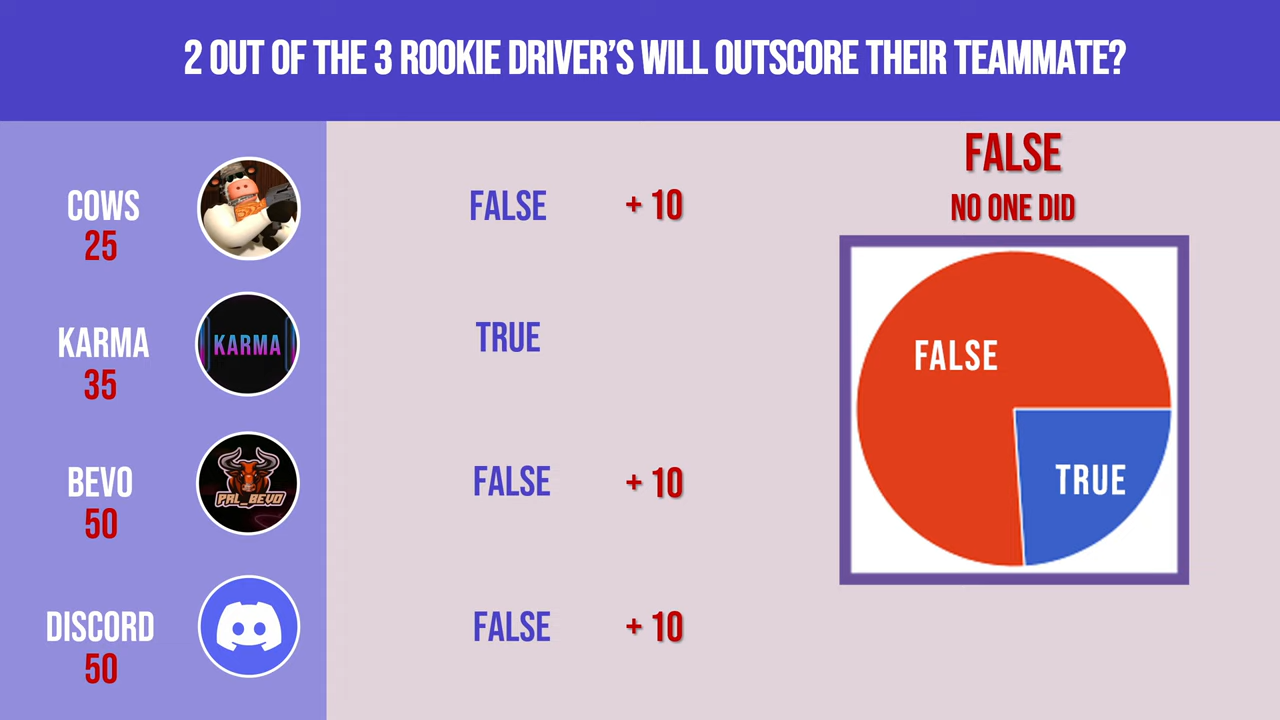 2 OUT OF THE 3 ROOKIE DRIVER'S WILL OUTSCORE THEIR TEAMMATE?
COWS
25
FALSE
+ 10
KARMA
35
KARMA
TRUE
BEVO
50
PRL_BEVO
FALSE
+ 10
DISCORD
50
FALSE
+ 10
FALSE
NO ONE DID
FALSE
TRUE